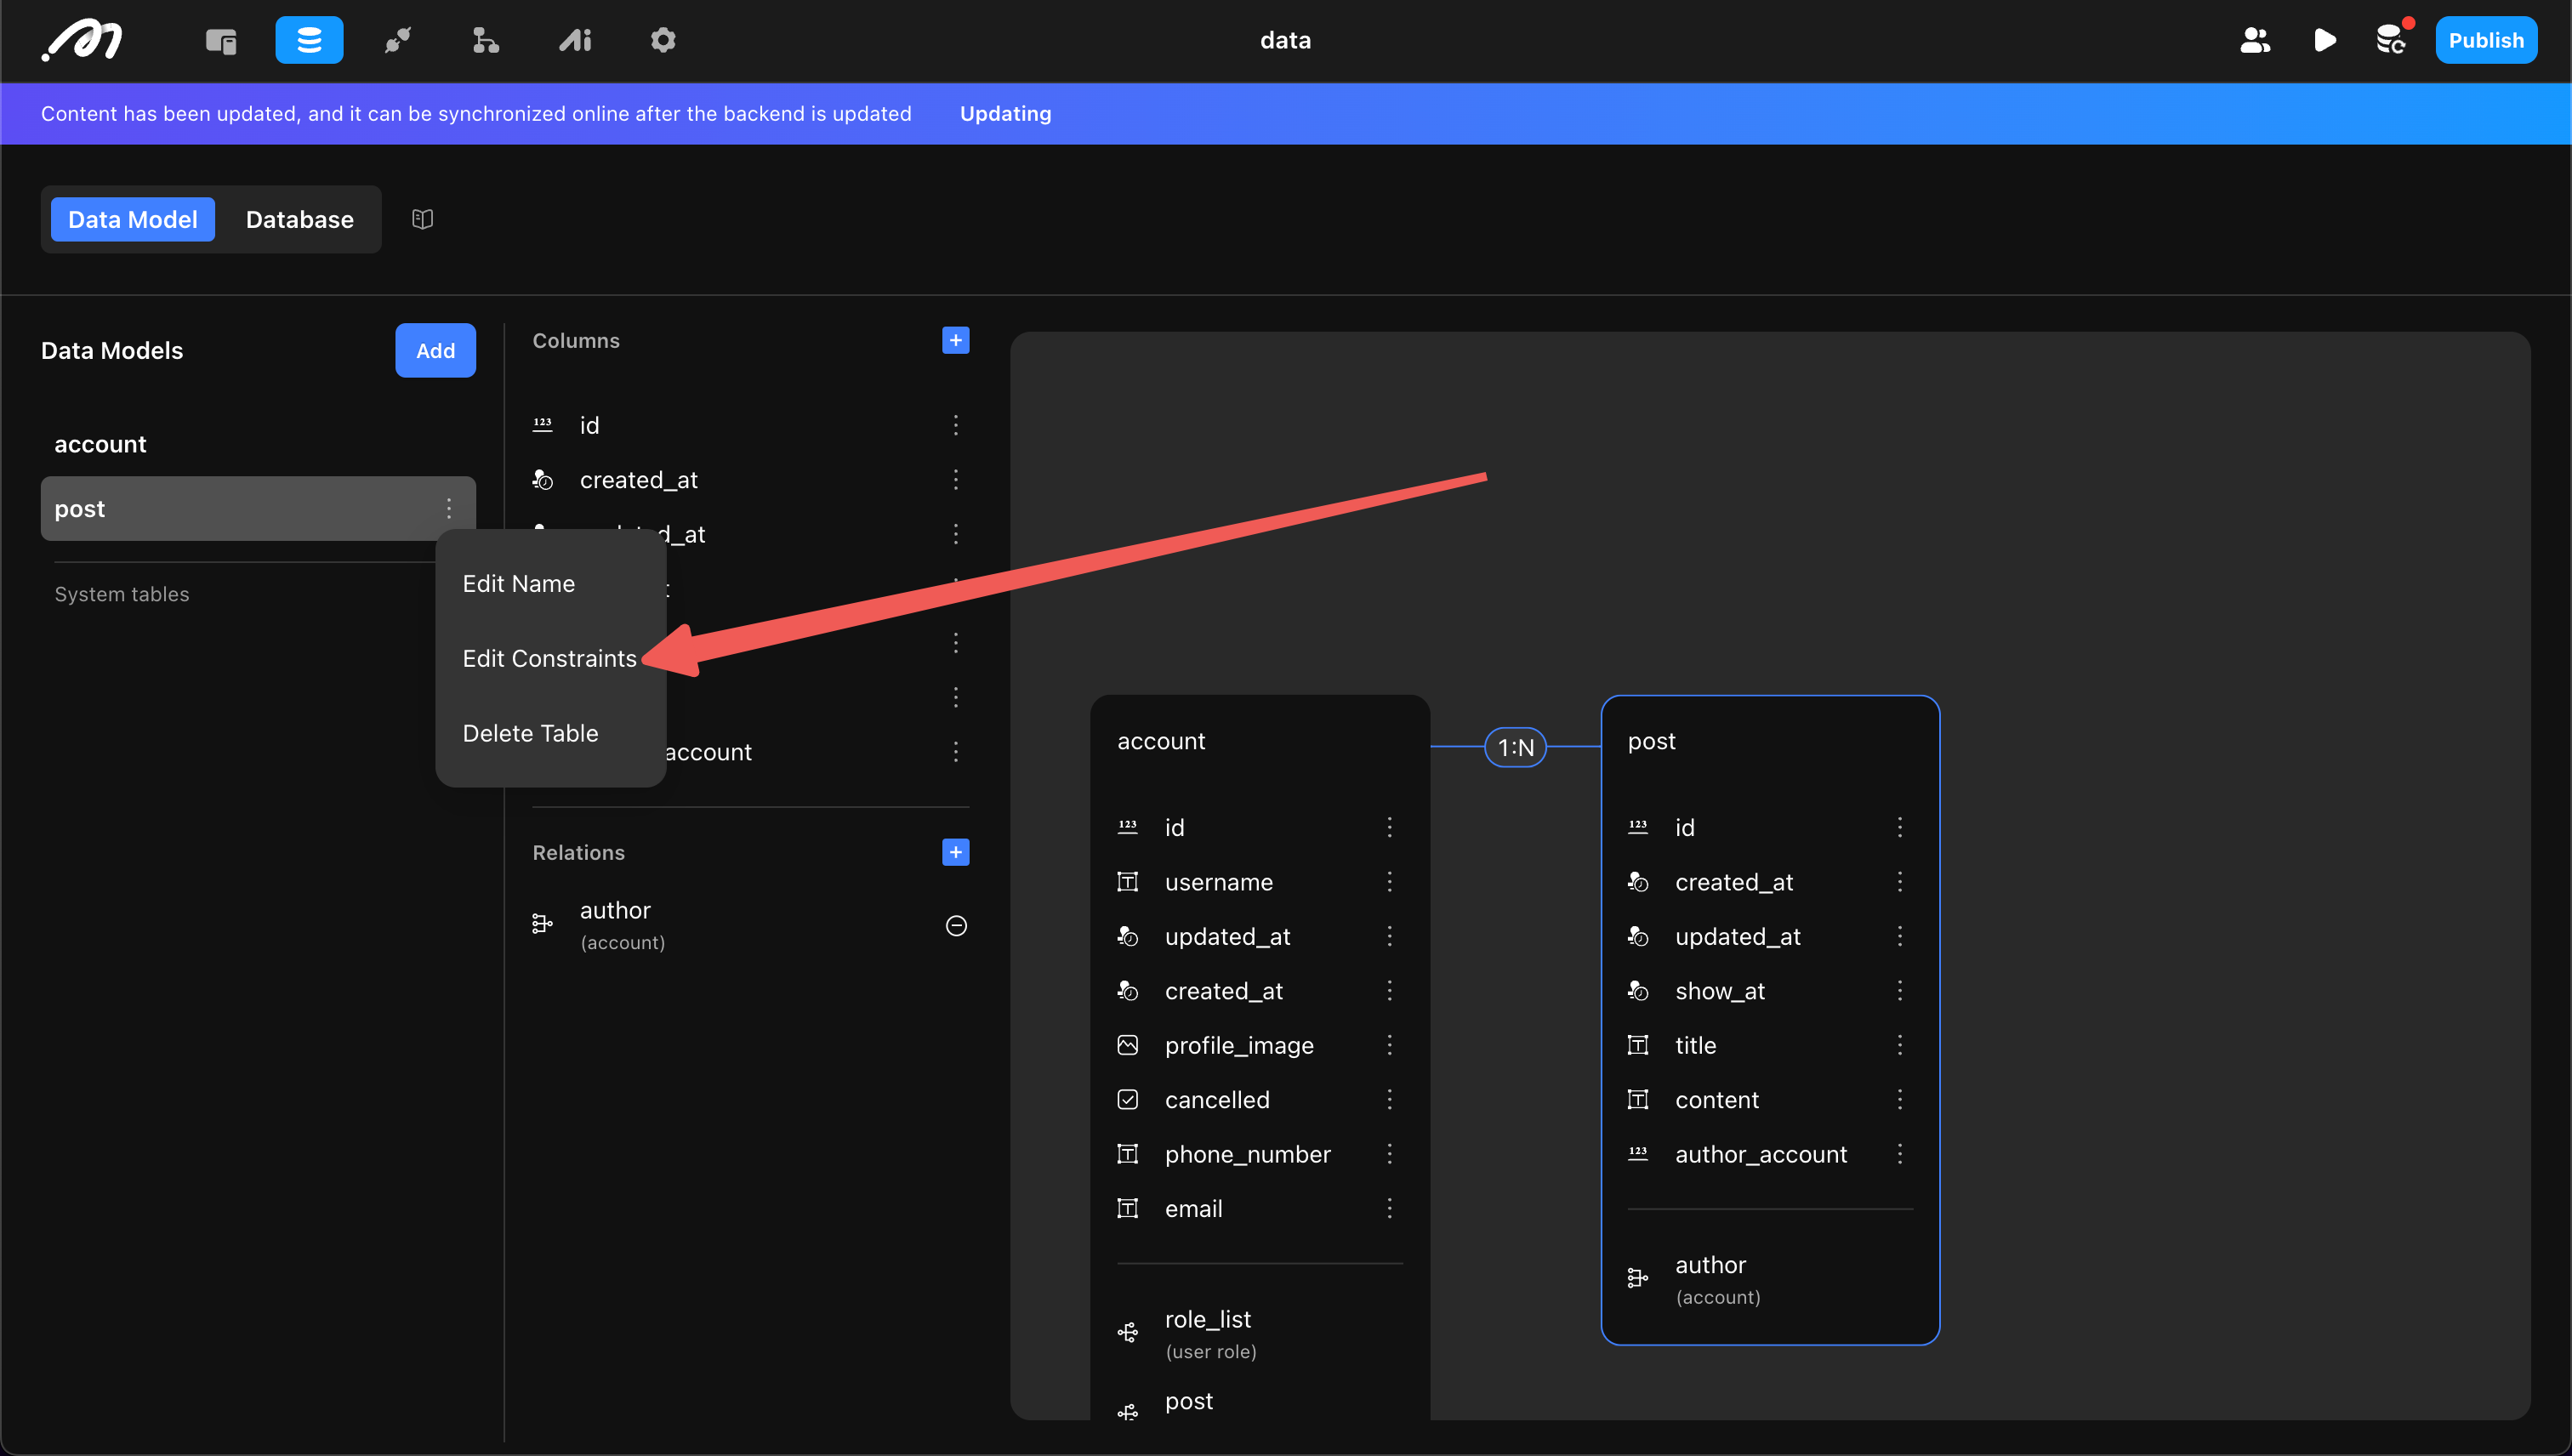 data
Publish
Content has been updated, and it can be synchronized online after the backend is updated
Updating
Data Model
Database
Data Models
Add
account
post
System tables
Edit Name
Edit Constraints
Delete Table
Columns
id
created_at
d_at
account
Relations
author
(account)
account
id
username
updated_at
created_at
profile_image
cancelled
phone_number
email
role_list
(user role)
post
1:N
post
id
created_at
updated_at
show_at
title
content
author_account
author
(account)